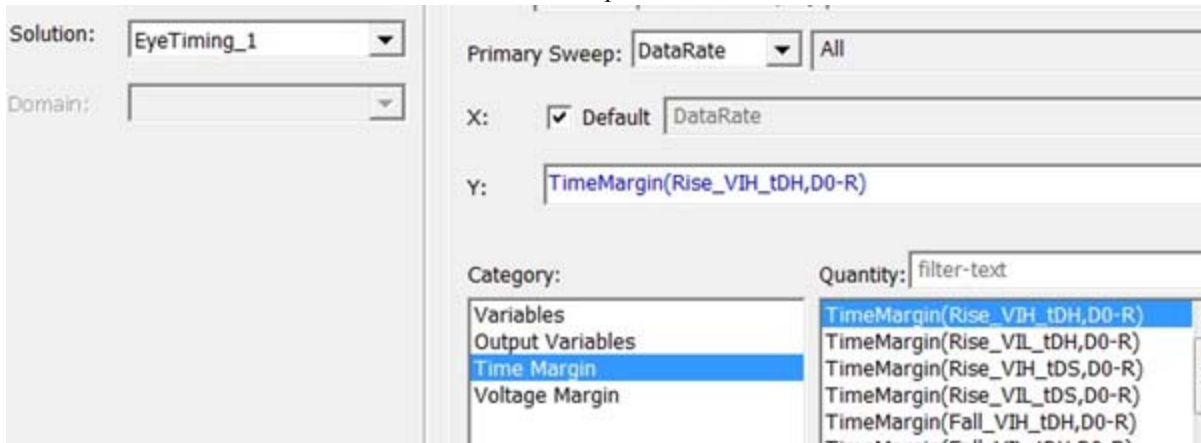 Solution: EyeTiming_1
Domain:
Primary Sweep: DataRate All
X: Default DataRate
Y: TimeMargin(Rise_VIH_tDH,D0-R)
Category:
Variables
Output Variables
Time Margin
Voltage Margin
Quantity: filter-text
TimeMargin(Rise_VIH_tDH,D0-R)
TimeMargin(Rise_VIL_tDH,D0-R)
TimeMargin(Rise_VIH_tDS,D0-R)
TimeMargin(Rise_VIL_tDS,D0-R)
TimeMargin(Fall_VIH_tDH,D0-R)